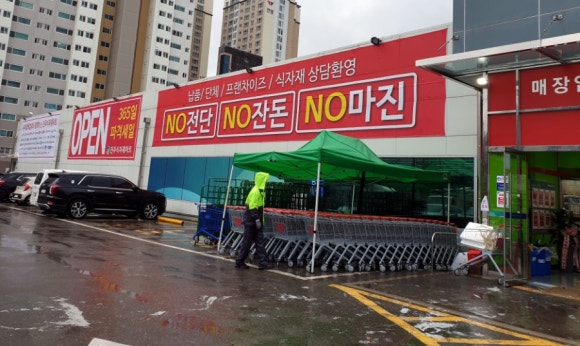 납품/단체/프랜차이즈/식자재 상담환영
NO전단 NO잔돈 NO마진
OPEN
365일
파격세일
매장입